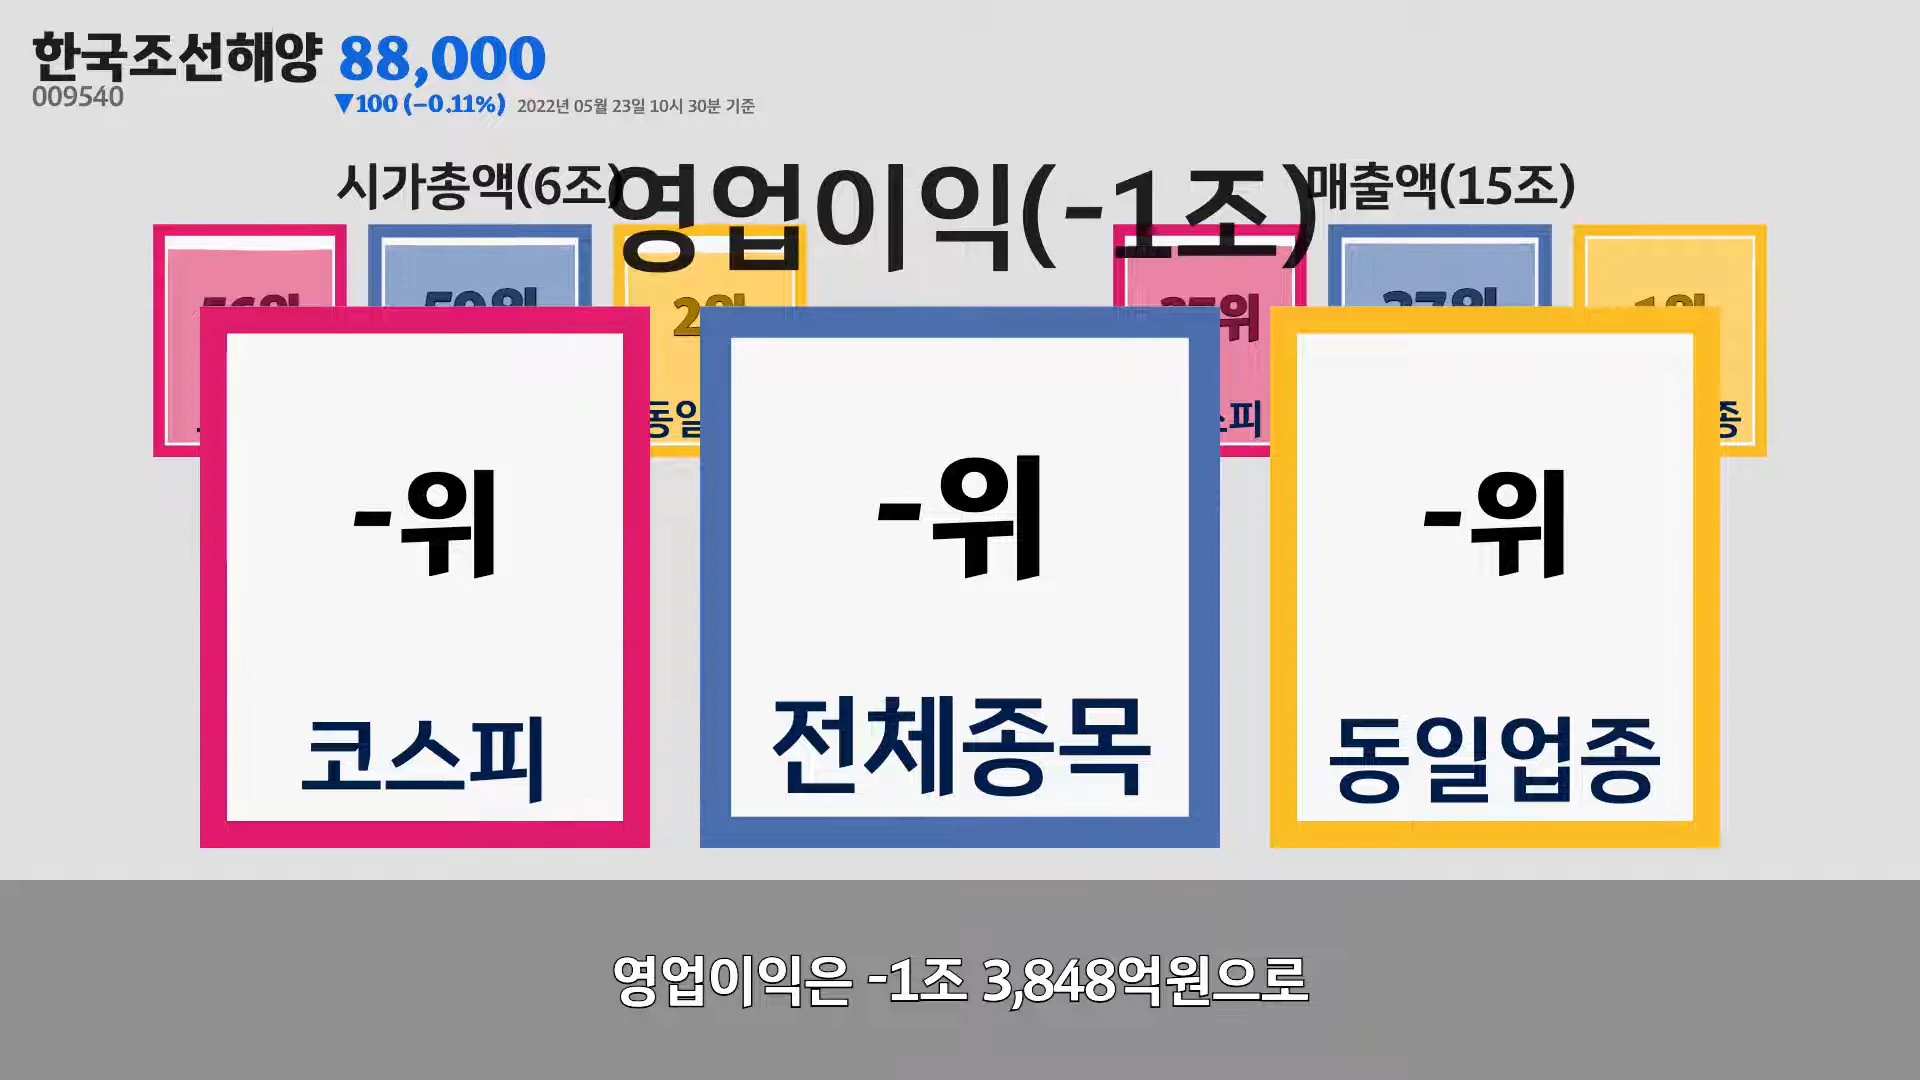 한국조선해양 88,000
009540
▼100 (-0.11%) 2022년 05월 23일 10시 30분 기준
시가총액(6조)
영업이익(-1조)
매출액(15조)
-위
코스피
-위
전체종목
-위
동일업종
영업이익은 -1조 3,848억원으로